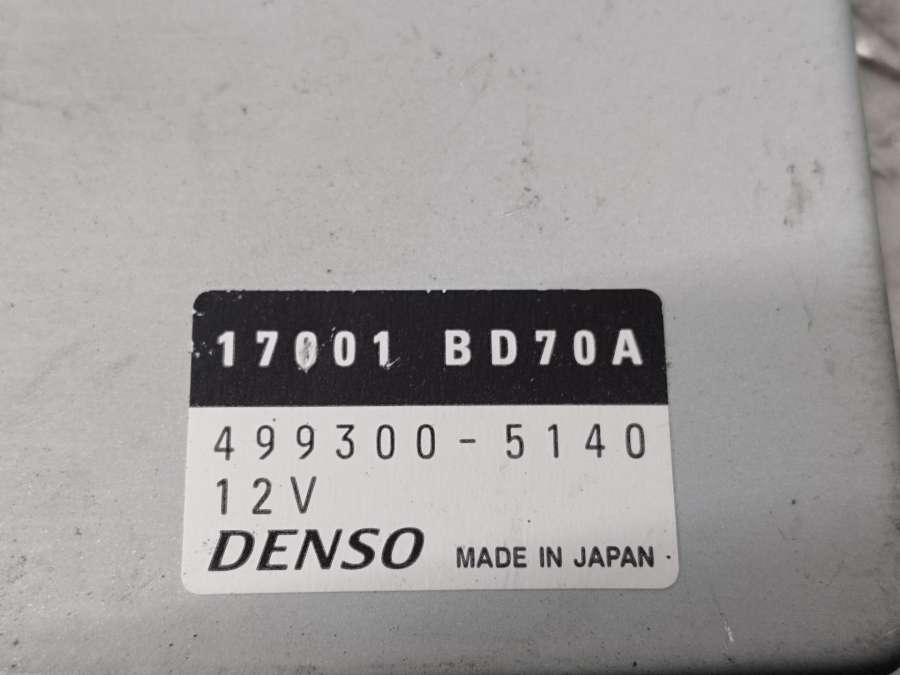 17001 BD70A
499300-5140
12V
DENSO MADE IN JAPAN